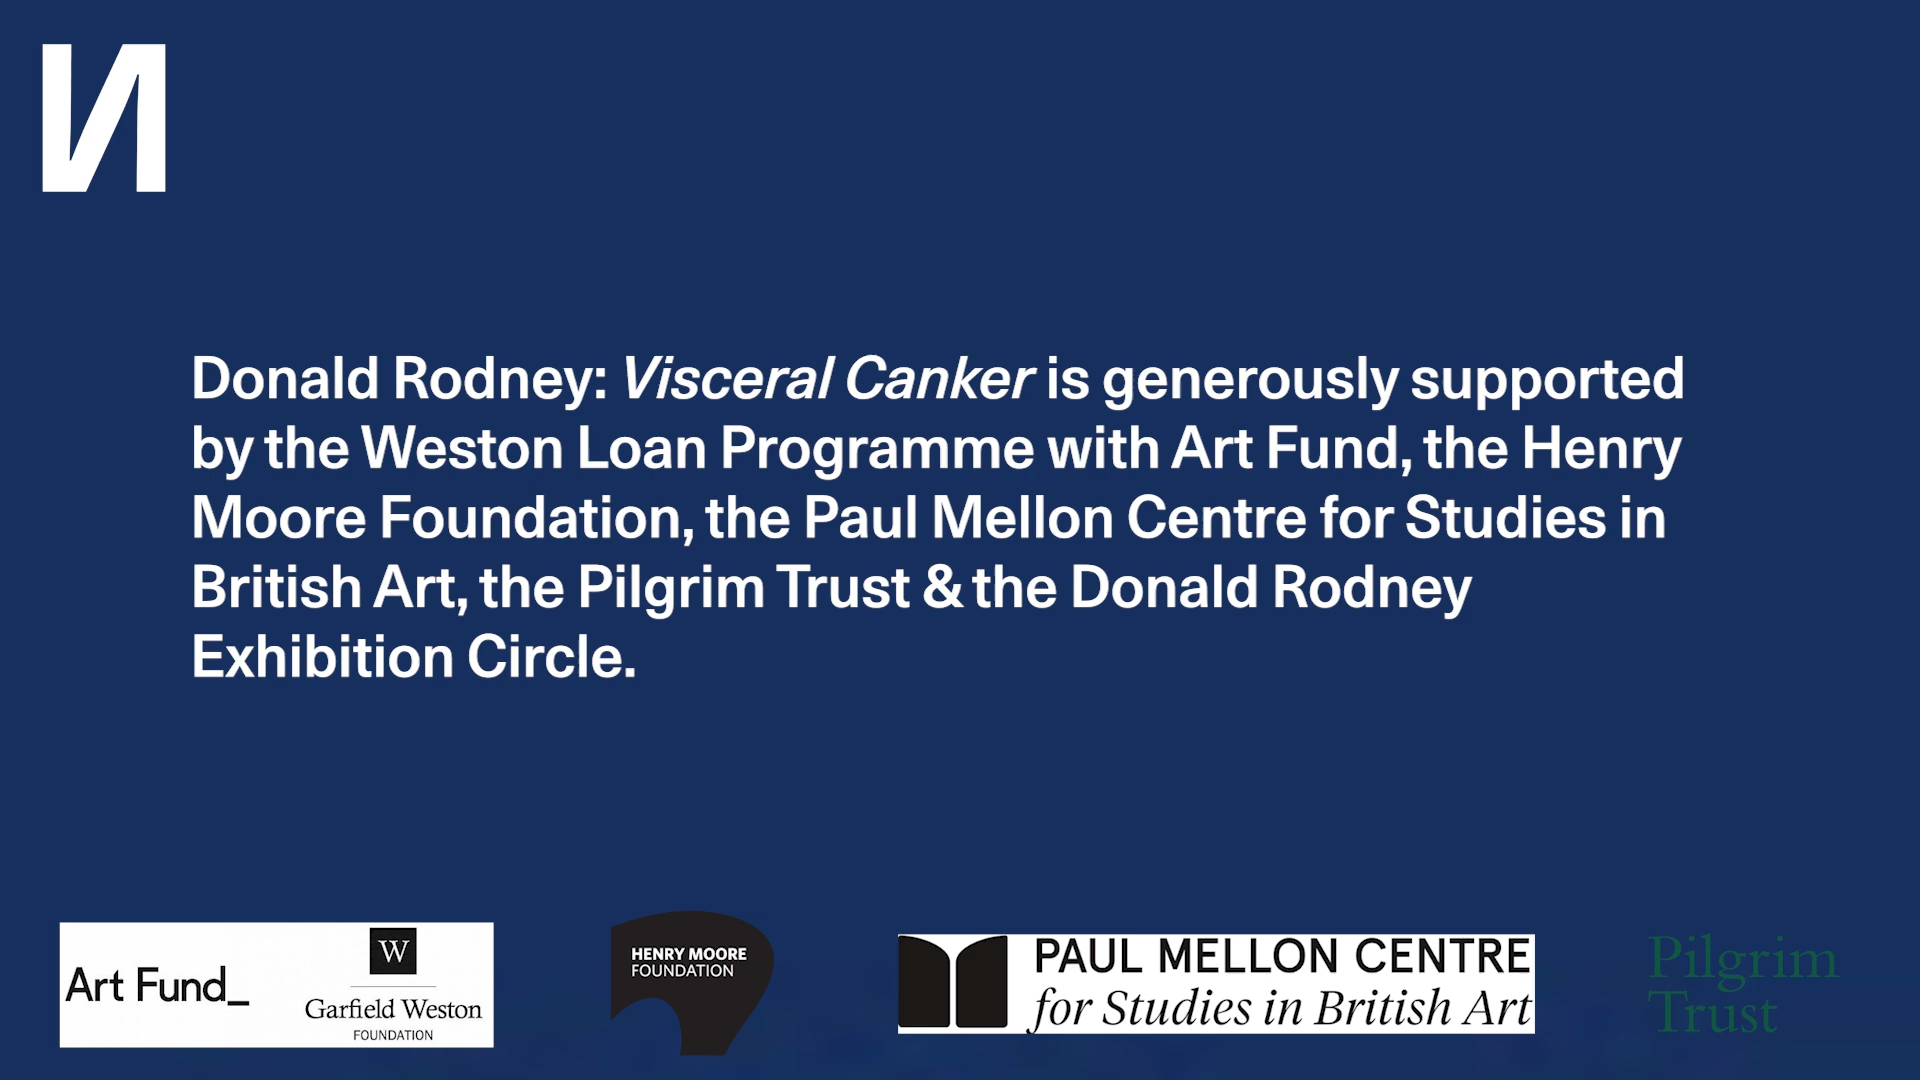 И
Donald Rodney: Visceral Canker is generously supported
by the Weston Loan Programme with Art Fund, the Henry
Moore Foundation, the Paul Mellon Centre for Studies in
British Art, the Pilgrim Trust & the Donald Rodney
Exhibition Circle.
Art Fund_
W
Garfield Weston
FOUNDATION
HENRY MOORE
FOUNDATION
PAUL MELLON CENTRE
for Studies in British Art
Pilgrim
Trust